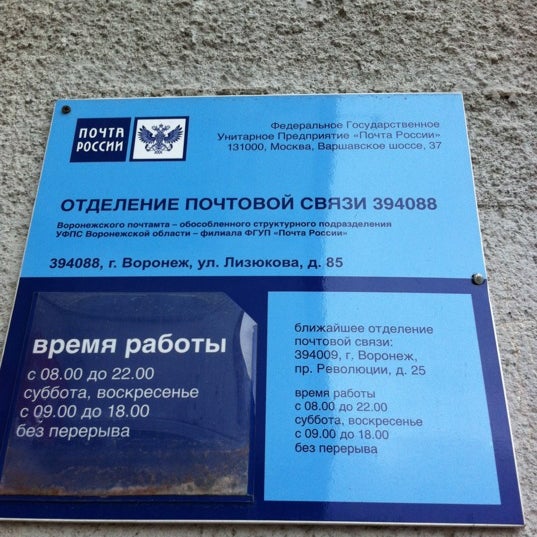 ПОЧТА
РОССИИ
Федеральное Государственное
Унитарное Предприятие «Почта России»
131000, Москва, Варшавское шоссе, 37
ОТДЕЛЕНИЕ ПОЧТОВОЙ СВЯЗИ 394088
Воронежского почтамта – обособленного структурного подразделения
УФПС Воронежской области – филиала ФГУП «Почта России»
394088, г. Воронеж, ул. Лизюкова, д. 85
время работы
с 08.00 до 22.00
суббота, воскресенье
с 09.00 до 18.00
без перерыва
ближайшее отделение
почтовой связи:
394009, г. Воронеж,
пр. Революции, д. 25
время работы
с 08.00 до 22.00
суббота, воскресенье
с 09.00 до 18.00
без перерыва